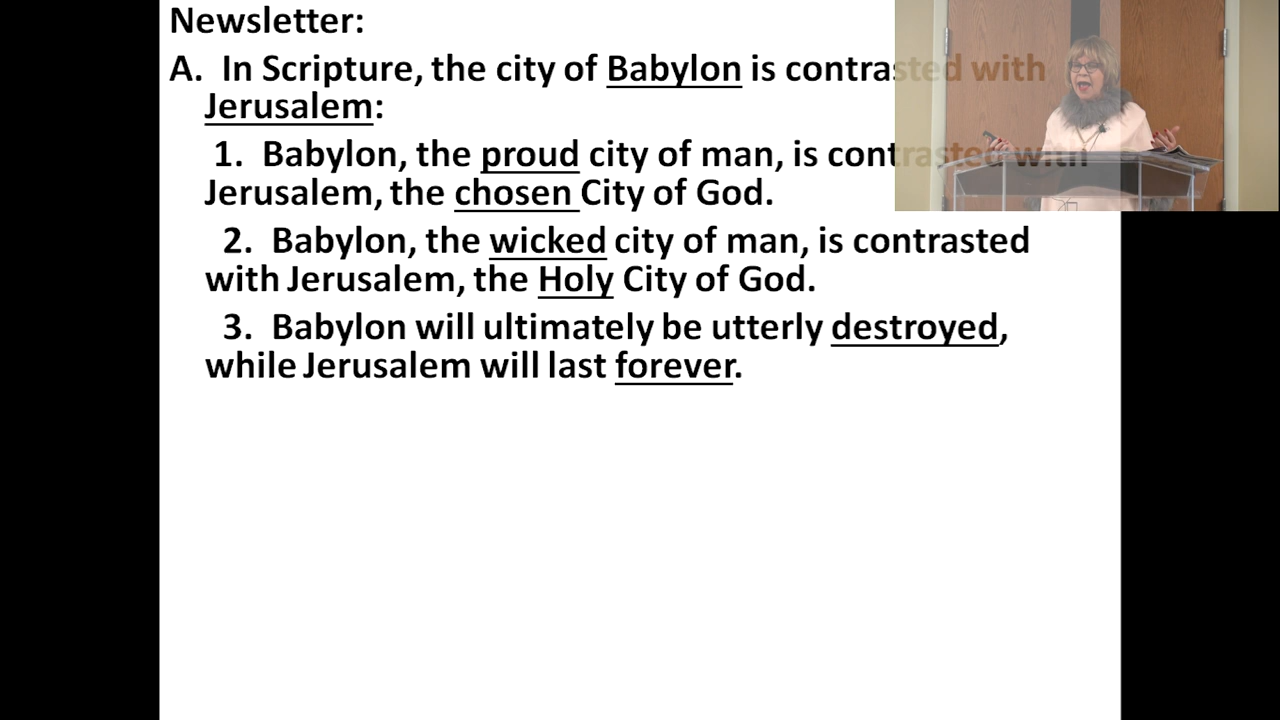 Newsletter:
A. In Scripture, the city of Babylon is contrasted with
Jerusalem:
1. Babylon, the proud city of man, is contrasted with
Jerusalem, the chosen City of God.
2. Babylon, the wicked city of man, is contrasted
with Jerusalem, the Holy City of God.
3. Babylon will ultimately be utterly destroyed,
while Jerusalem will last forever.